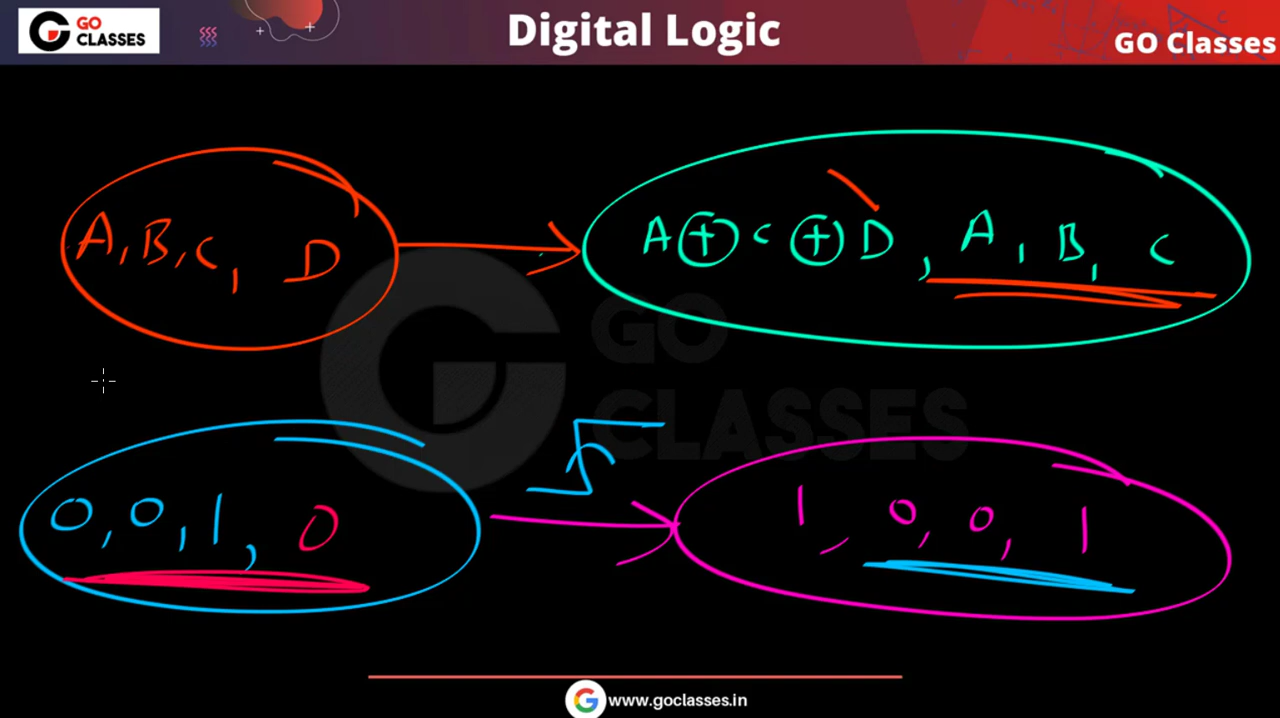 GO
CLASSES
Digital Logic
GO Classes
A, B, C, D
A ⊕ C ⊕ D, A, B, C
GO
CLASSES
0, 0, 1, 0
1, 0, 0, 1
www.goclasses.in